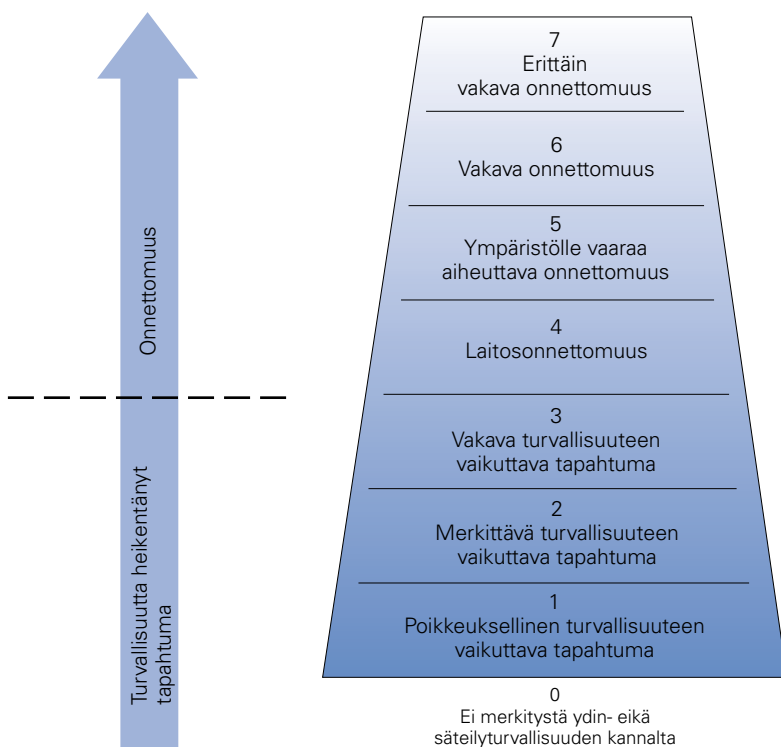 Onnettomuus
Turvallisuutta heikentänyt
tapahtuma
7
Erittäin
vakava onnettomuus
6
Vakava onnettomuus
5
Ympäristölle vaaraa
aiheuttava onnettomuus
4
Laitosonnettomuus
3
Vakava turvallisuuteen
vaikuttava tapahtuma
2
Merkittävä turvallisuuteen
vaikuttava tapahtuma
1
Poikkeuksellinen turvallisuuteen
vaikuttava tapahtuma
0
Ei merkitystä ydin- eikä
säteilyturvallisuuden kannalta